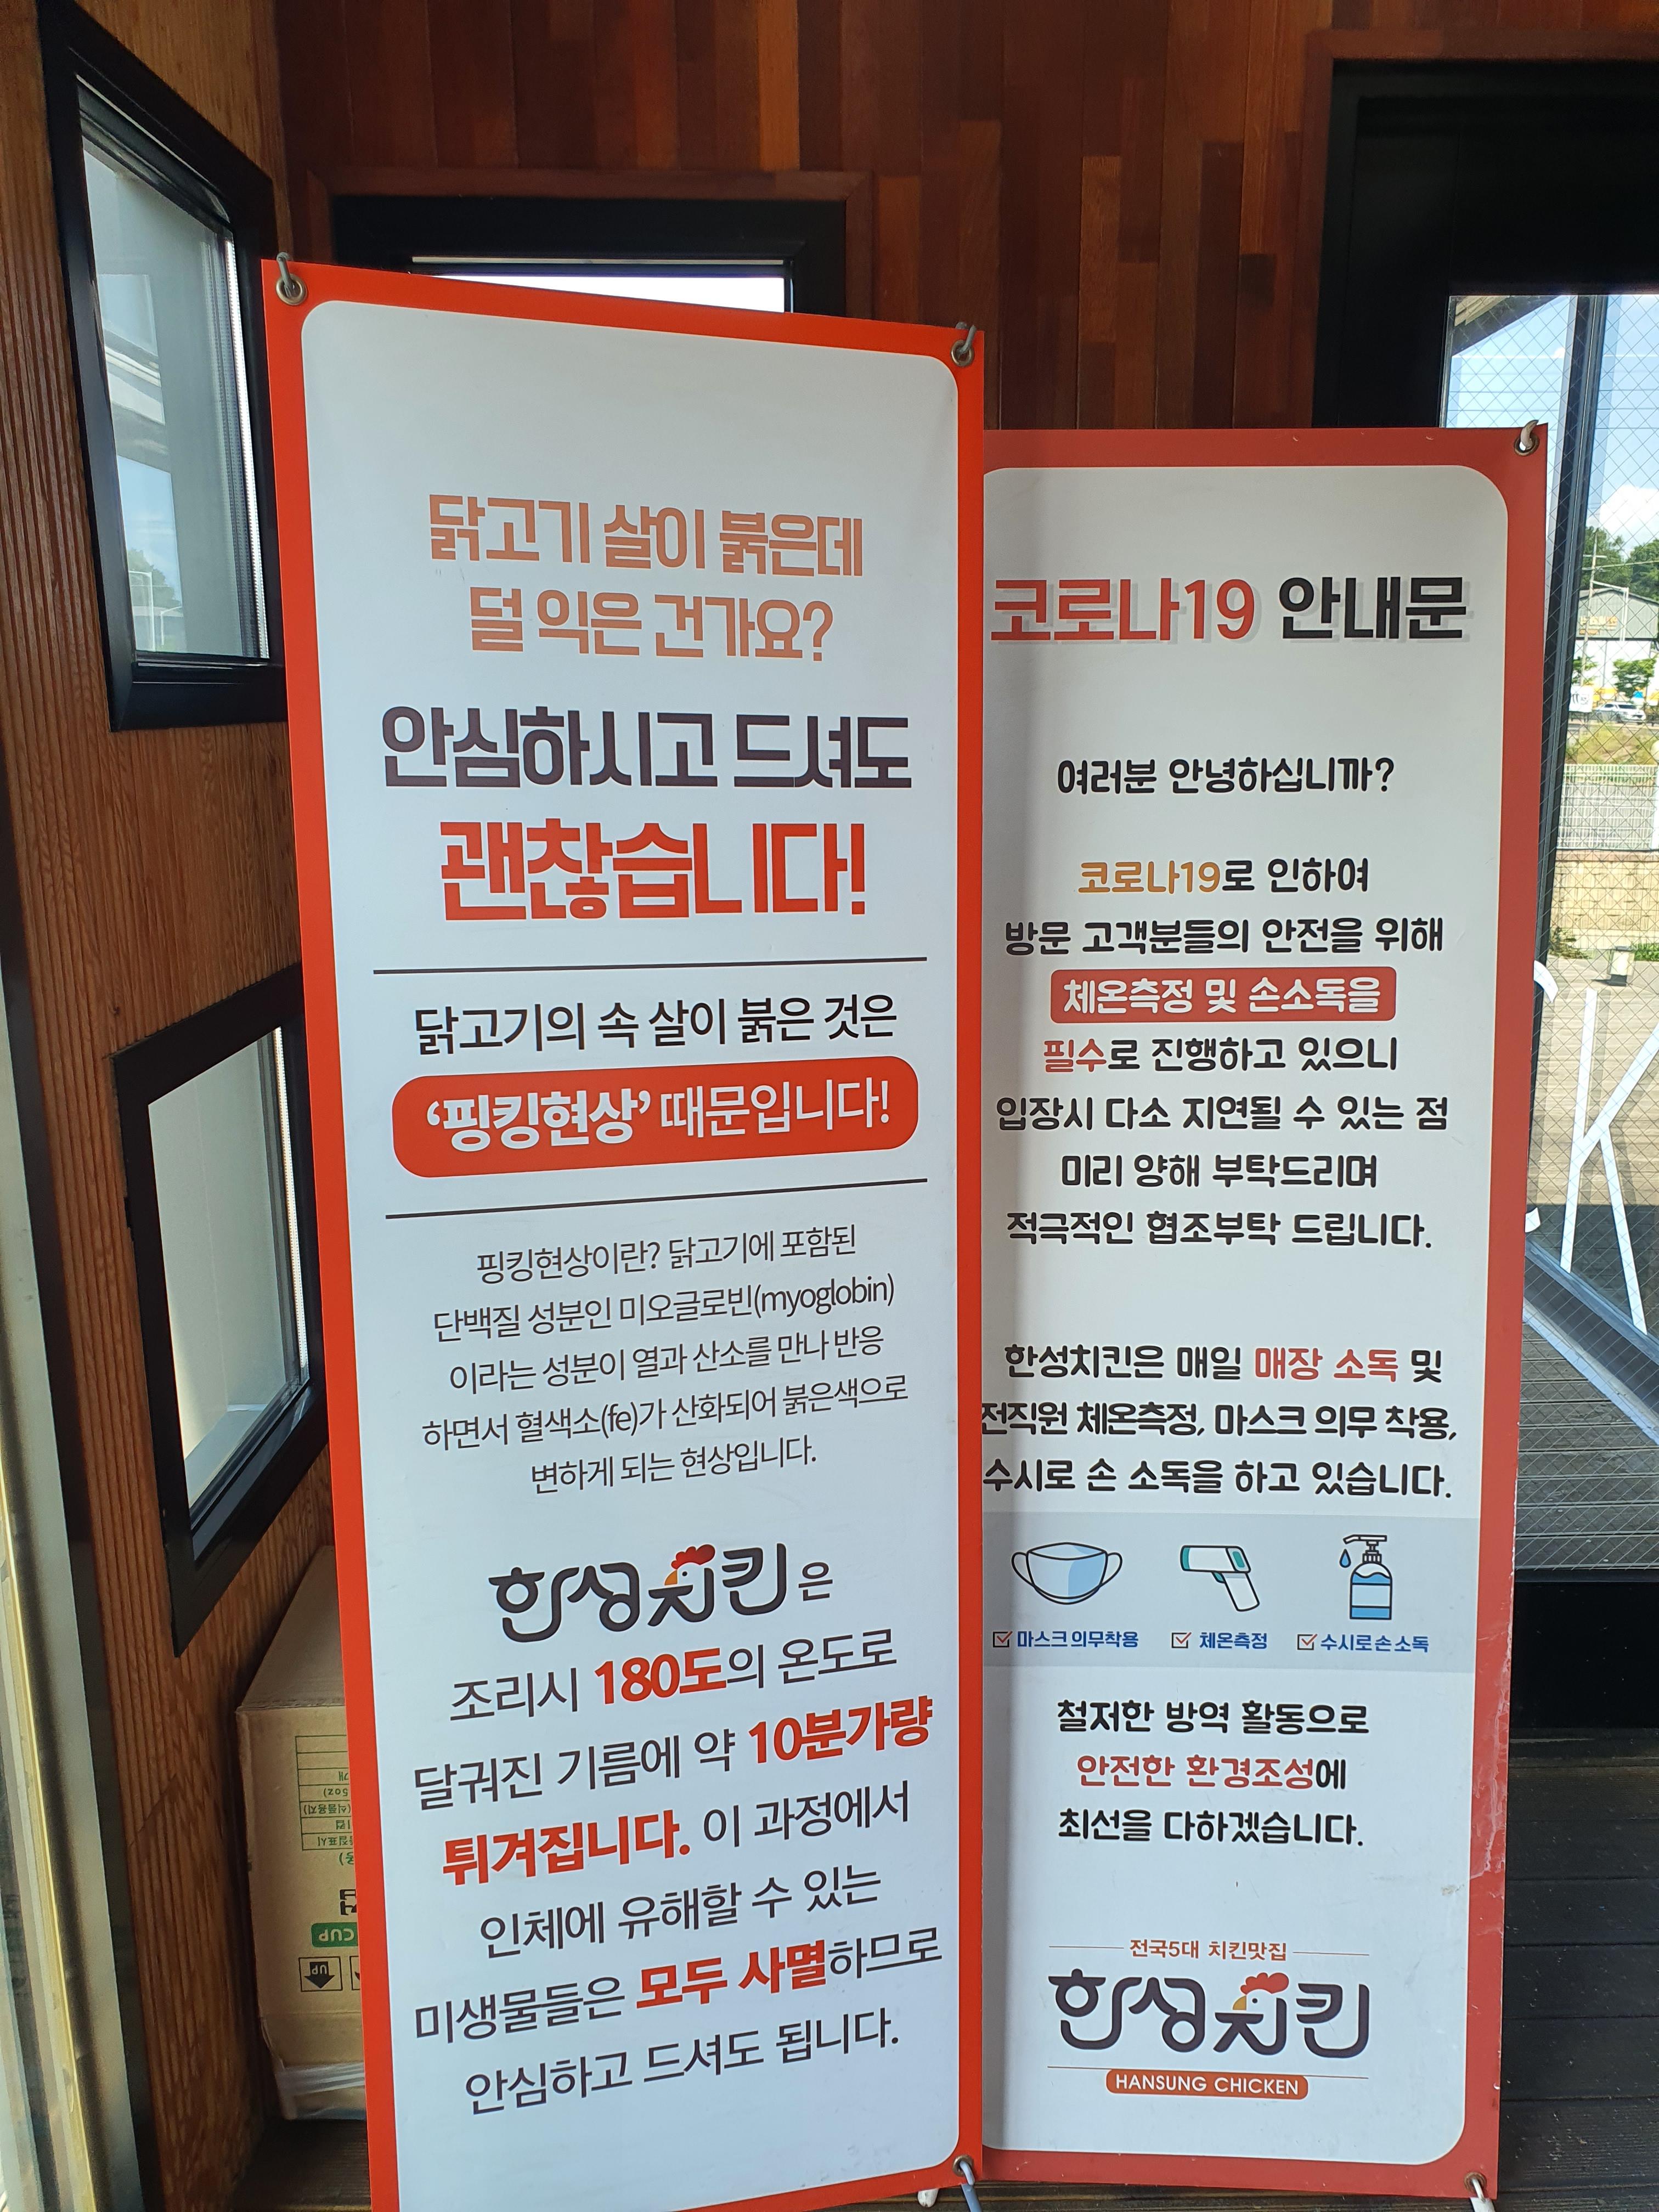 닭고기 살이 붉은데
덜 익은 건가요?
안심하시고 드셔도
괜찮습니다!
닭고기의 속 살이 붉은 것은
‘핑킹현상’ 때문입니다!
핑킹현상이란? 닭고기에 포함된
단백질 성분인 미오글로빈(myoglobin)
이라는 성분이 열과 산소를 만나 반응
하면서 혈색소(fe)가 산화되어 붉은색으로
변하게 되는 현상입니다.
한성치킨은
조리시 180도의 온도로
달궈진 기름에 약 10분가량
튀겨집니다. 이 과정에서
인체에 유해할 수 있는
미생물들은 모두 사멸하므로
안심하고 드셔도 됩니다.
코로나19 안내문
여러분 안녕하십니까?
코로나19로 인하여
방문 고객분들의 안전을 위해
체온측정 및 손소독을
필수로 진행하고 있으니
입장시 다소 지연될 수 있는 점
미리 양해 부탁드리며
적극적인 협조부탁 드립니다.
한성치킨은 매일 매장 소독 및
전직원 체온측정, 마스크 의무 착용,
수시로 손 소독을 하고 있습니다.
마스크 의무착용 체온측정 수시로 손 소독
철저한 방역 활동으로
안전한 환경조성에
최선을 다하겠습니다.
전국5대 치킨맛집
한성치킨
HANSUNG CHICKEN
CUP
UP
K